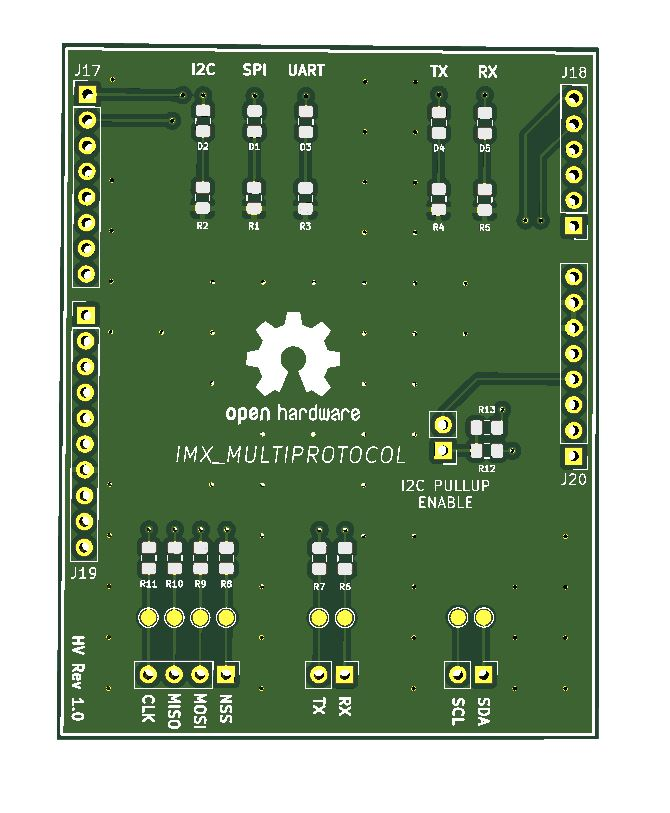 J17 I2C SPI UART TX RX J18
D2 D1 D3 D4 D5
R2 R1 R3 R4 R5
open hardware
R13
IMX_MULTIPROTOCOL
R12
J20
I2C PULLUP
ENABLE
J19
R11 R10 R9 R8 R7 R6
HV Rev 1.0
CLK MISO MOSI NSS TX RX SCL SDA